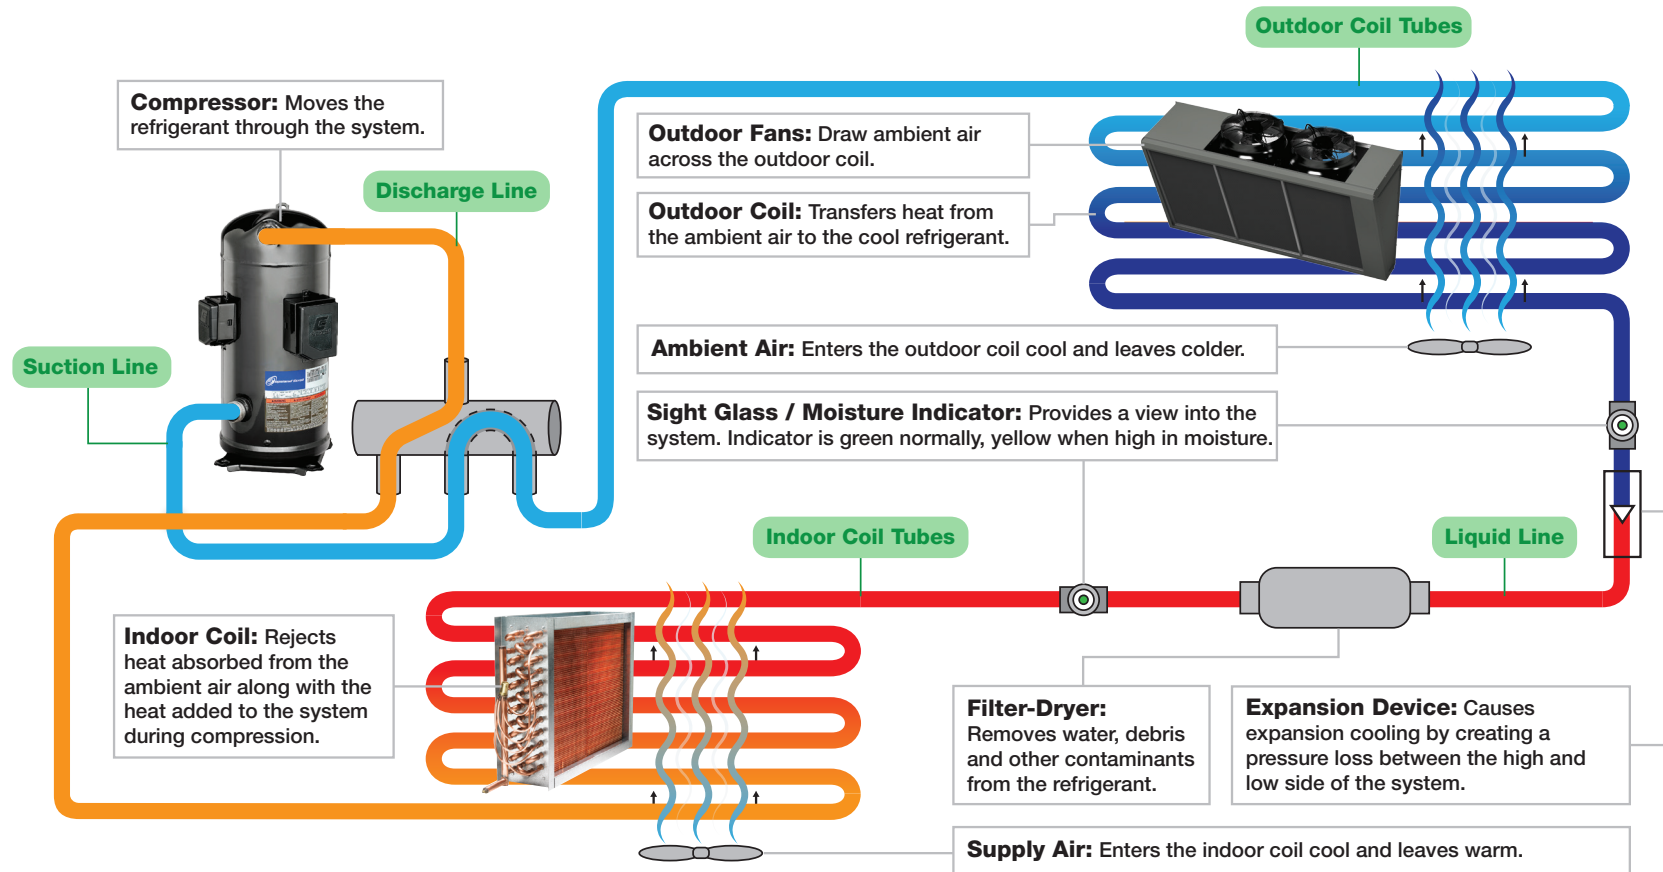 Outdoor Coil Tubes
Compressor: Moves the
refrigerant through the system.
Outdoor Fans: Draw ambient air
across the outdoor coil.
Discharge Line
Outdoor Coil: Transfers heat from
the ambient air to the cool refrigerant.
Ambient Air: Enters the outdoor coil cool and leaves colder.
Suction Line
Sight Glass / Moisture Indicator: Provides a view into the
system. Indicator is green normally, yellow when high in moisture.
Indoor Coil Tubes
Liquid Line
Indoor Coil: Rejects
heat absorbed from the
ambient air along with the
heat added to the system
during compression.
Filter-Dryer:
Removes water, debris
and other contaminants
from the refrigerant.
Expansion Device: Causes
expansion cooling by creating a
pressure loss between the high and
low side of the system.
Supply Air: Enters the indoor coil cool and leaves warm.